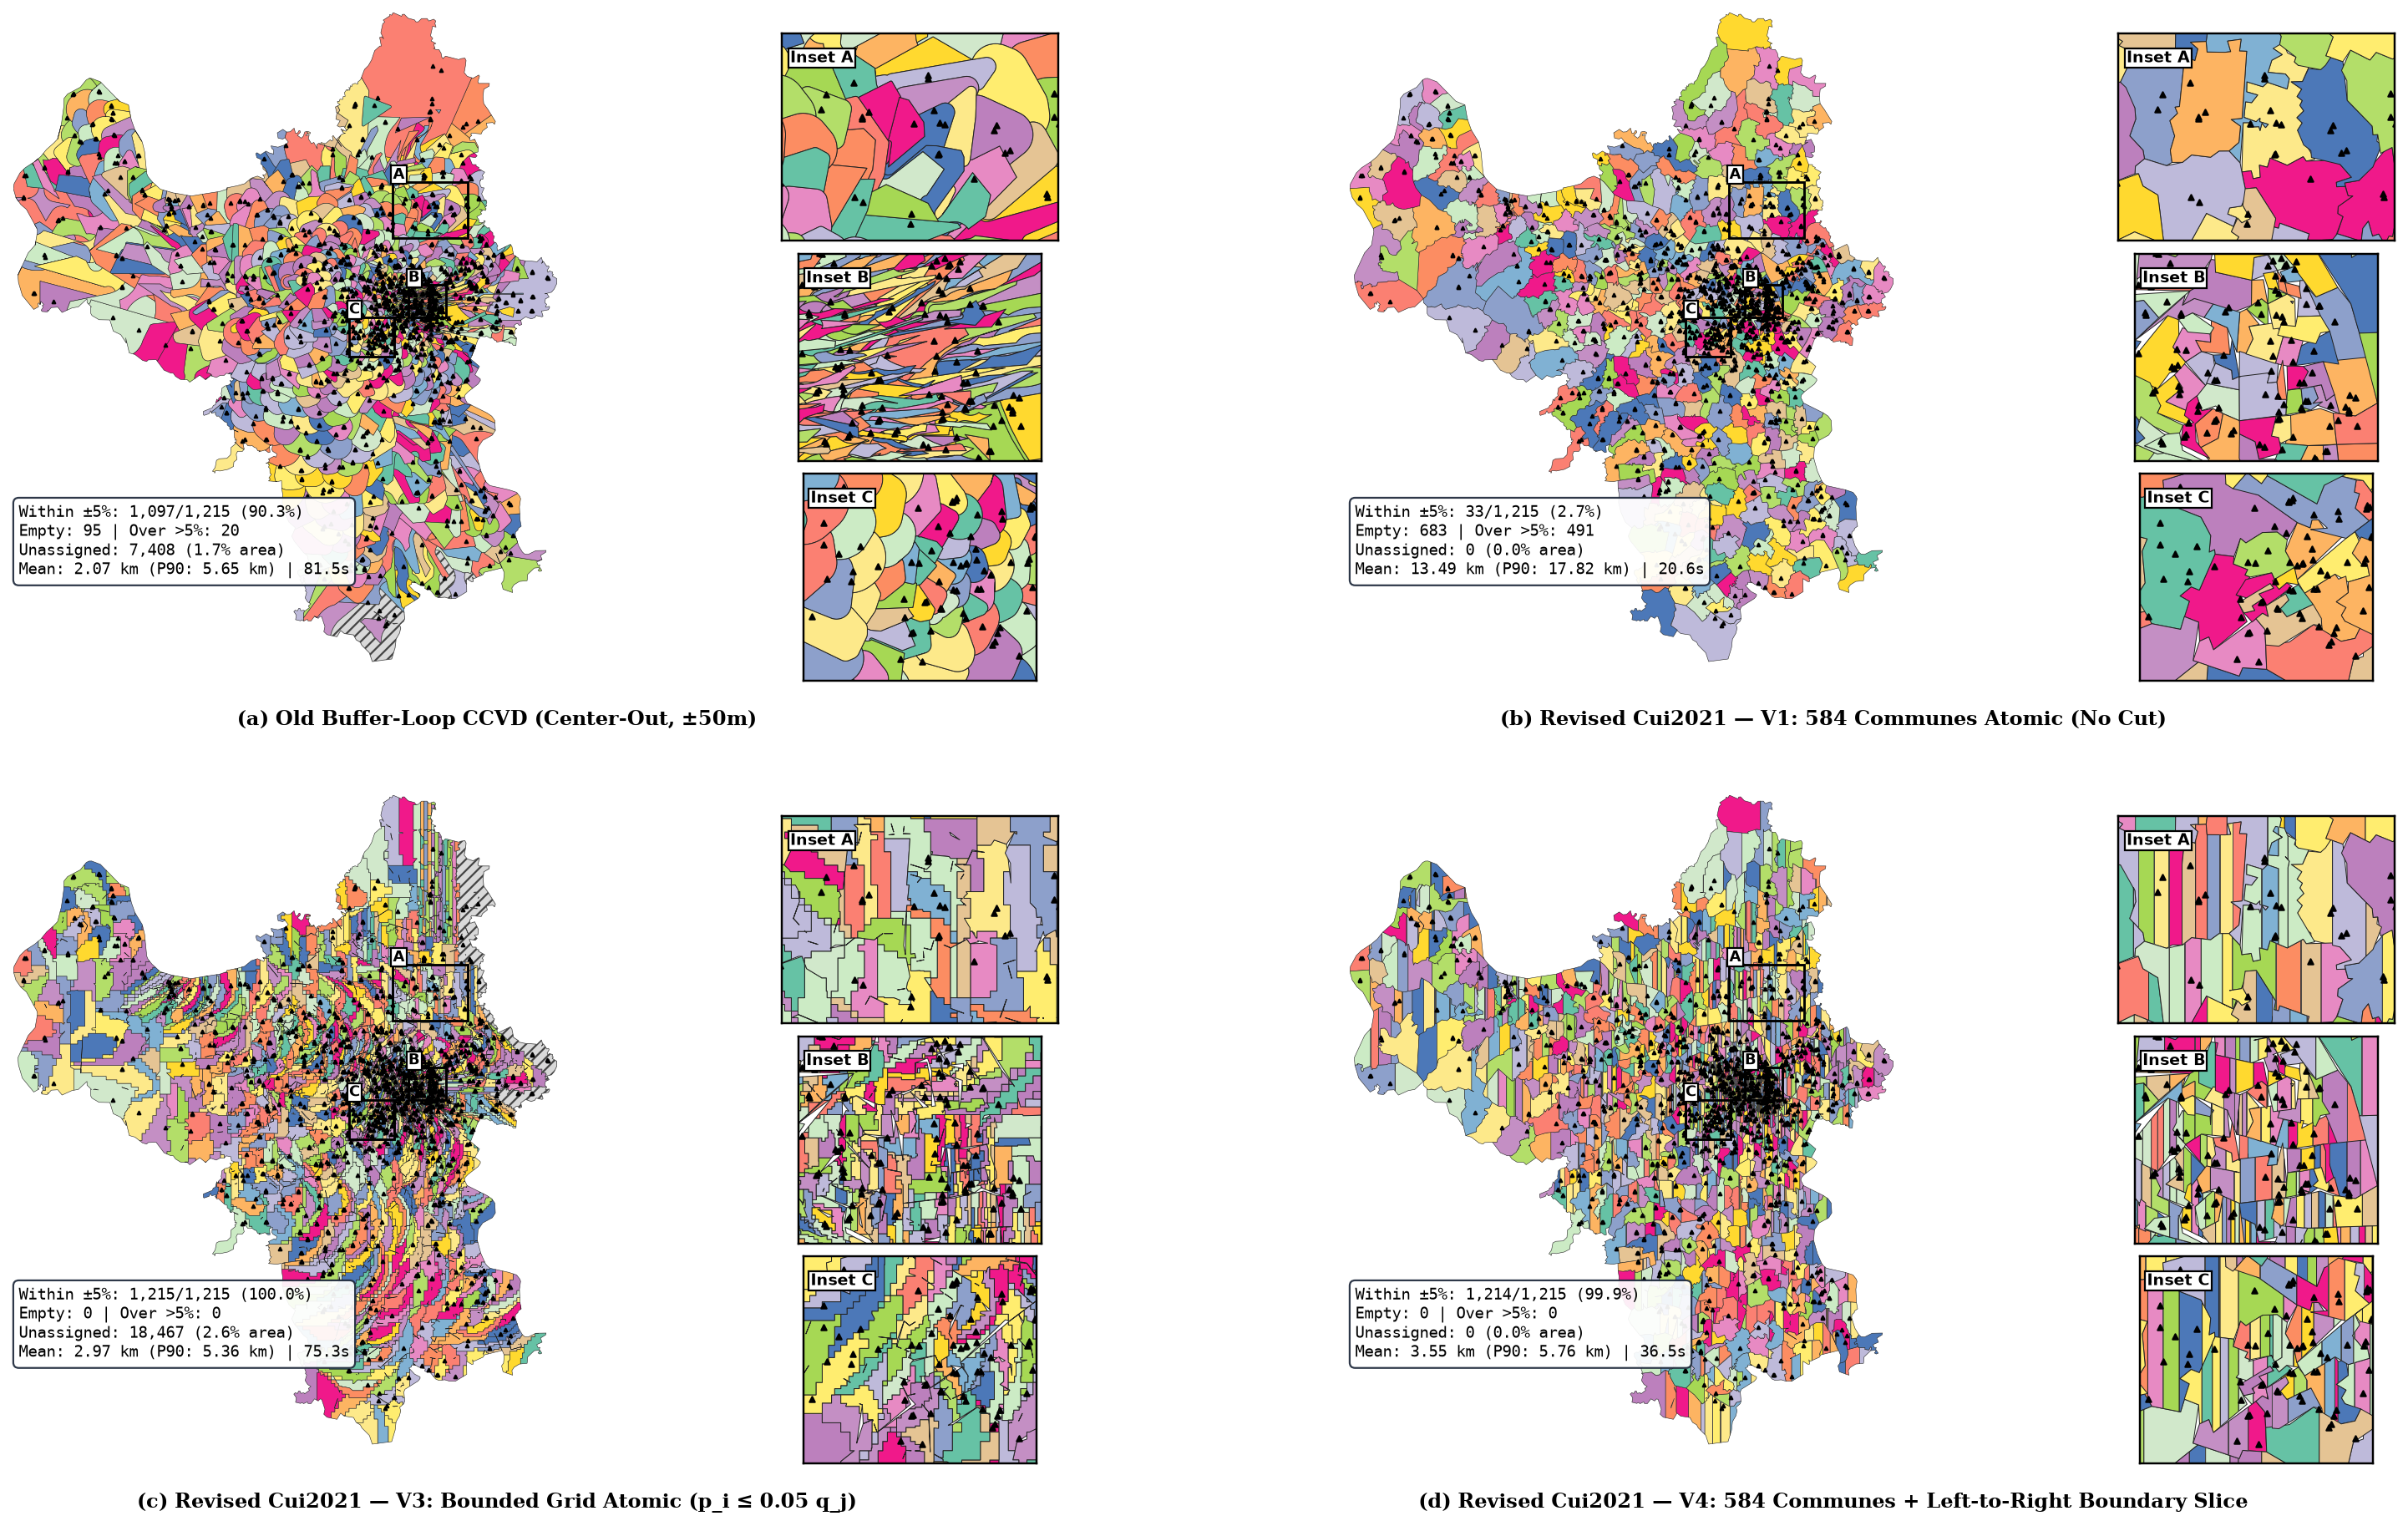 Inset A
A
B
C
Inset B
Inset C
Within ±5%: 1,097/1,215 (90.3%)
Empty: 95 | Over >5%: 20
Unassigned: 7,408 (1.7% area)
Mean: 2.07 km (P90: 5.65 km) | 81.5s
(a) Old Buffer-Loop CCVD (Center-Out, ±50m)
Inset A
A
B
C
Inset B
Inset C
Within ±5%: 33/1,215 (2.7%)
Empty: 683 | Over >5%: 491
Unassigned: 0 (0.0% area)
Mean: 13.49 km (P90: 17.82 km) | 20.6s
(b) Revised Cui2021 — V1: 584 Communes Atomic (No Cut)
Inset A
A
B
C
Inset B
Inset C
Within ±5%: 1,215/1,215 (100.0%)
Empty: 0 | Over >5%: 0
Unassigned: 18,467 (2.6% area)
Mean: 2.97 km (P90: 5.36 km) | 75.3s
(c) Revised Cui2021 — V3: Bounded Grid Atomic (p_i ≤ 0.05 q_j)
Inset A
A
B
C
Inset B
Inset C
Within ±5%: 1,214/1,215 (99.9%)
Empty: 0 | Over >5%: 0
Unassigned: 0 (0.0% area)
Mean: 3.55 km (P90: 5.76 km) | 36.5s
(d) Revised Cui2021 — V4: 584 Communes + Left-to-Right Boundary Slice